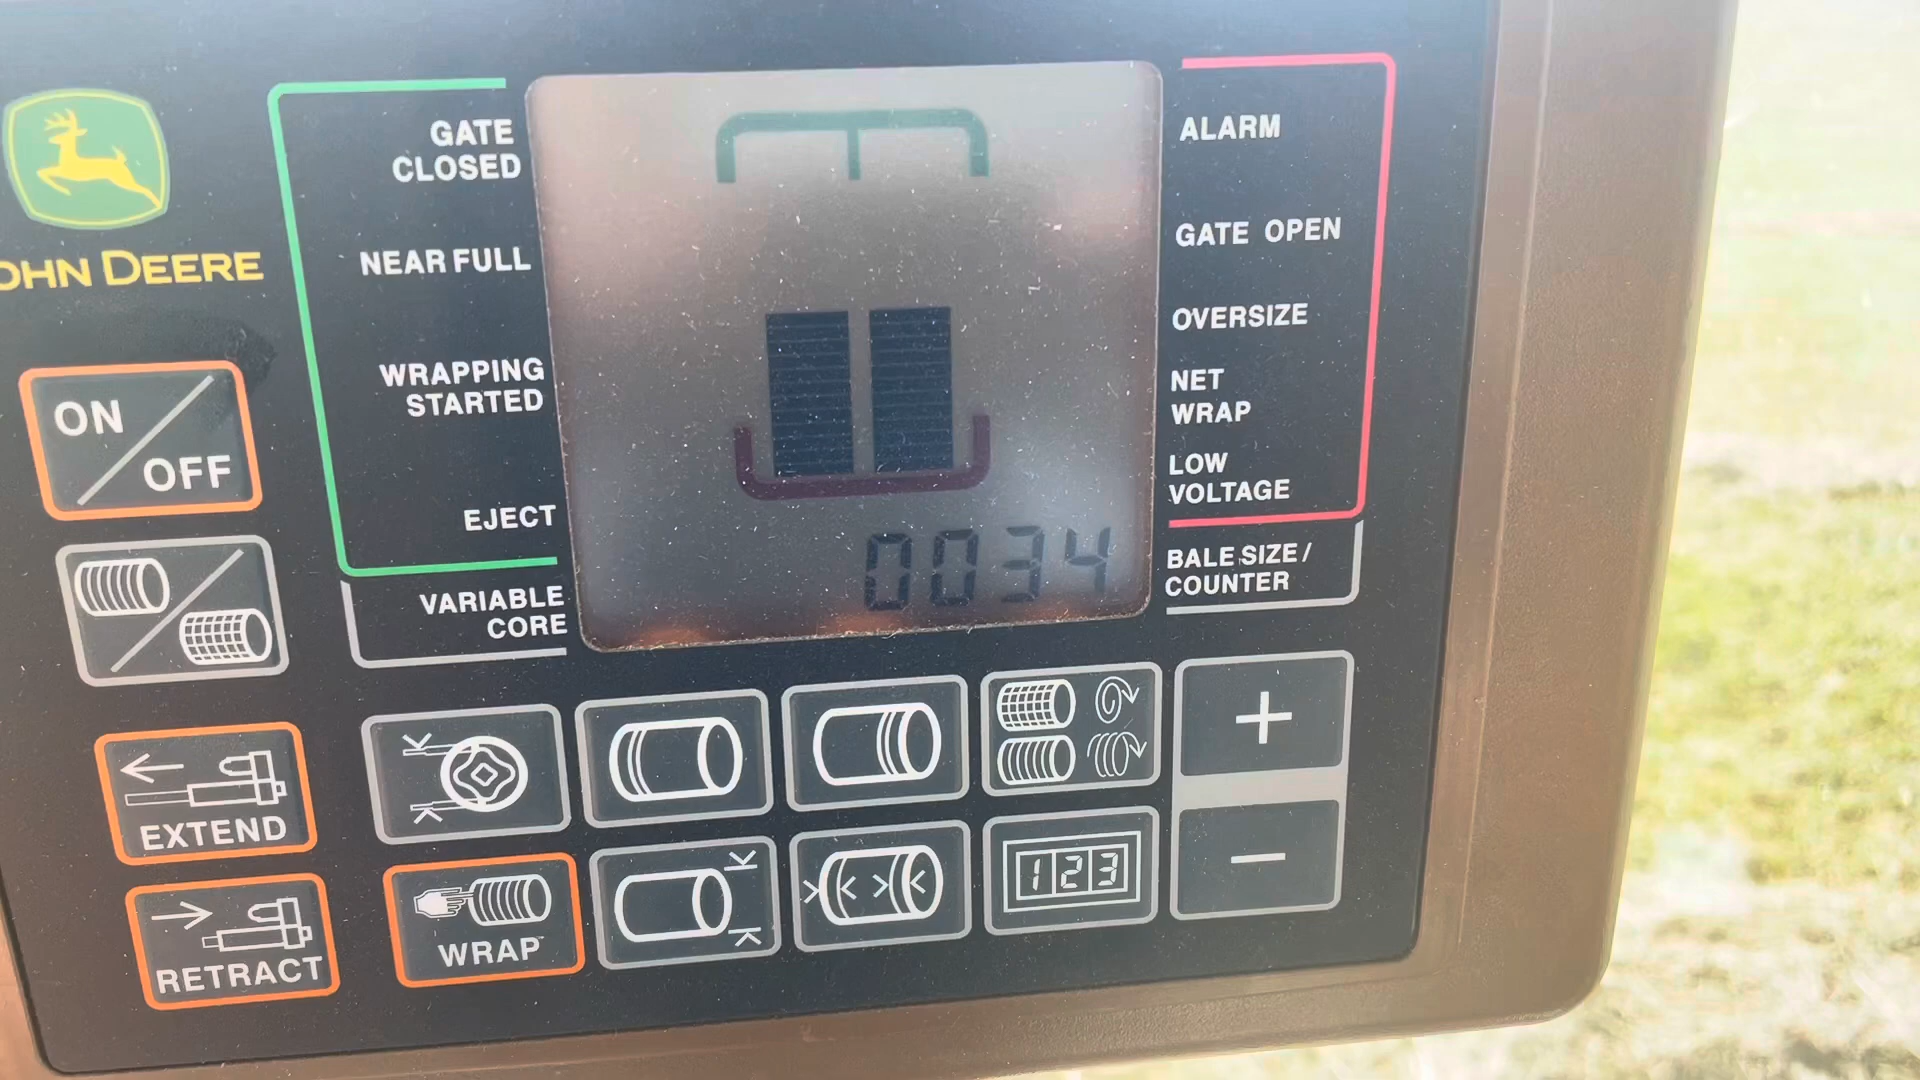 GATE
CLOSED
NEAR FULL
WRAPPING
STARTED
EJECT
VARIABLE
CORE
ALARM
GATE OPEN
OVERSIZE
NET
WRAP
LOW
VOLTAGE
BALE SIZE /
COUNTER
0034
OHN DEERE
ON
OFF
EXTEND
RETRACT
WRAP
123
+
−